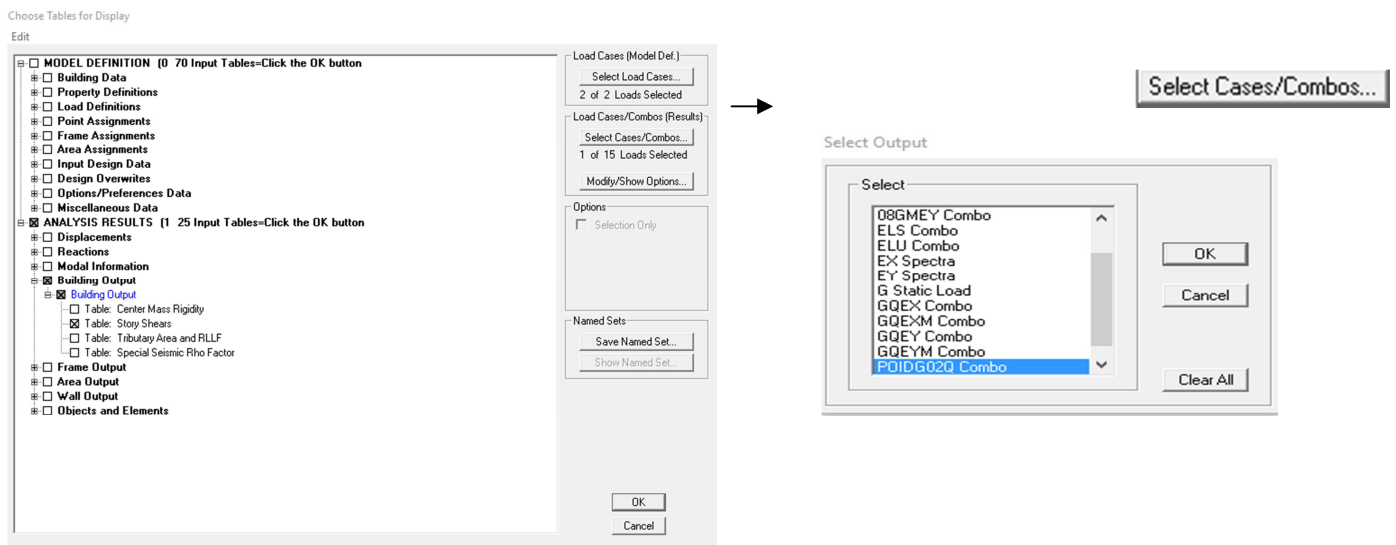 Choose Tables for Display
Edit
MODEL DEFINITION (0 70 Input Tables=Click the OK button
Building Data
Property Definitions
Load Definitions
Point Assignments
Frame Assignments
Area Assignments
Input Design Data
Design Overwrites
Options/Preferences Data
Miscellaneous Data
ANALYSIS RESULTS (1 25 Input Tables=Click the OK button
Displacements
Reactions
Modal Information
Building Output
Building Output
Table: Center Mass Rigidity
Table: Story Shears
Table: Tributary Area and RLLF
Table: Special Seismic Rho Factor
Frame Output
Area Output
Wall Output
Objects and Elements
Load Cases (Model Def.)
Select Load Cases...
2 of 2 Loads Selected
Load Cases/Combos (Results)
Select Cases/Combos...
1 of 15 Loads Selected
Modify/Show Options...
Options
Selection Only
Named Sets
Save Named Set...
Show Named Set...
OK
Cancel
Select Cases/Combos...
Select Output
Select
08GMEY Combo
ELS Combo
ELU Combo
EX Spectra
EY Spectra
G Static Load
GQEX Combo
GQEXM Combo
GQEY Combo
GQEYM Combo
POIDG02Q Combo
OK
Cancel
Clear All